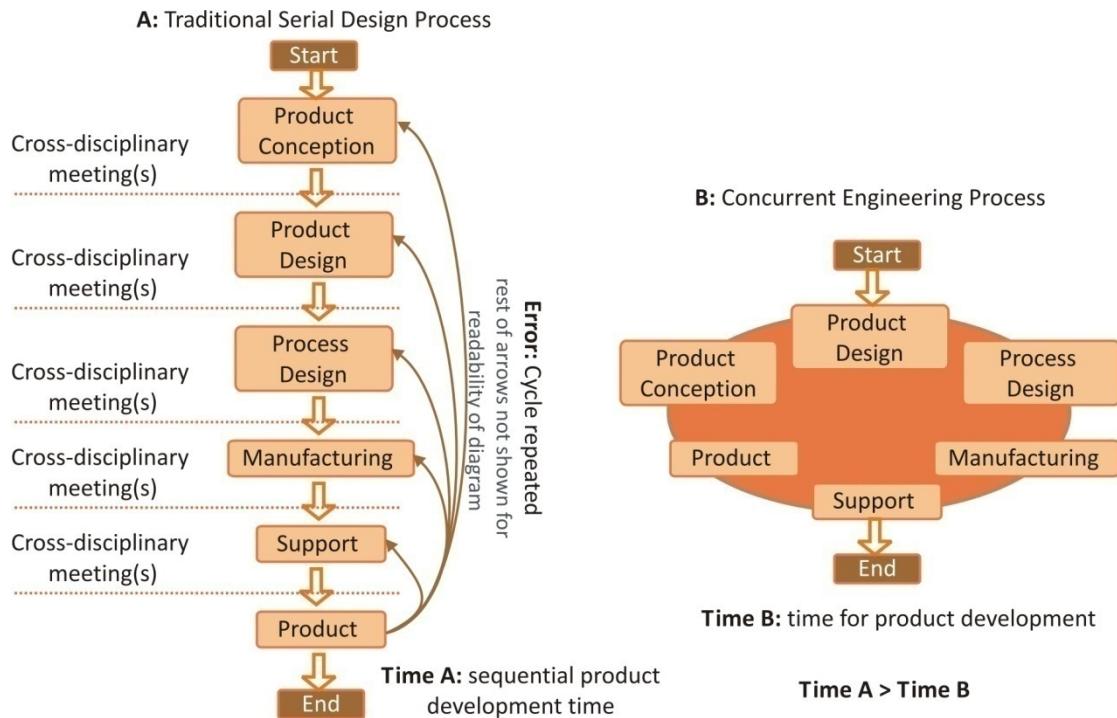 A: Traditional Serial Design Process
Start
Product
Conception
Cross-disciplinary
meeting(s)
Product
Design
Cross-disciplinary
meeting(s)
Process
Design
Cross-disciplinary
meeting(s)
Manufacturing
Cross-disciplinary
meeting(s)
Support
Cross-disciplinary
meeting(s)
Product
End
Error: Cycle repeated
rest of arrows not shown for
readability of diagram
Time A: sequential product
development time
B: Concurrent Engineering Process
Start
Product
Design
Product
Conception
Process
Design
Product
Manufacturing
Support
End
Time B: time for product development
Time A > Time B